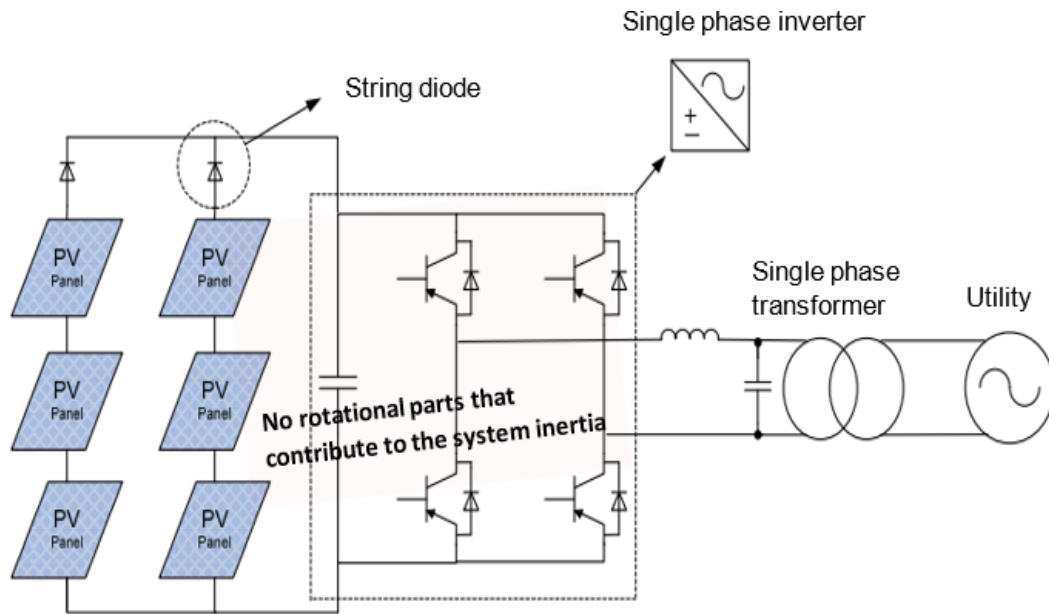 Single phase inverter
String diode
+
−
PV
Panel
PV
Panel
Single phase
transformer
Utility
PV
Panel
PV
Panel
No rotational parts that
contribute to the system inertia
PV
Panel
PV
Panel